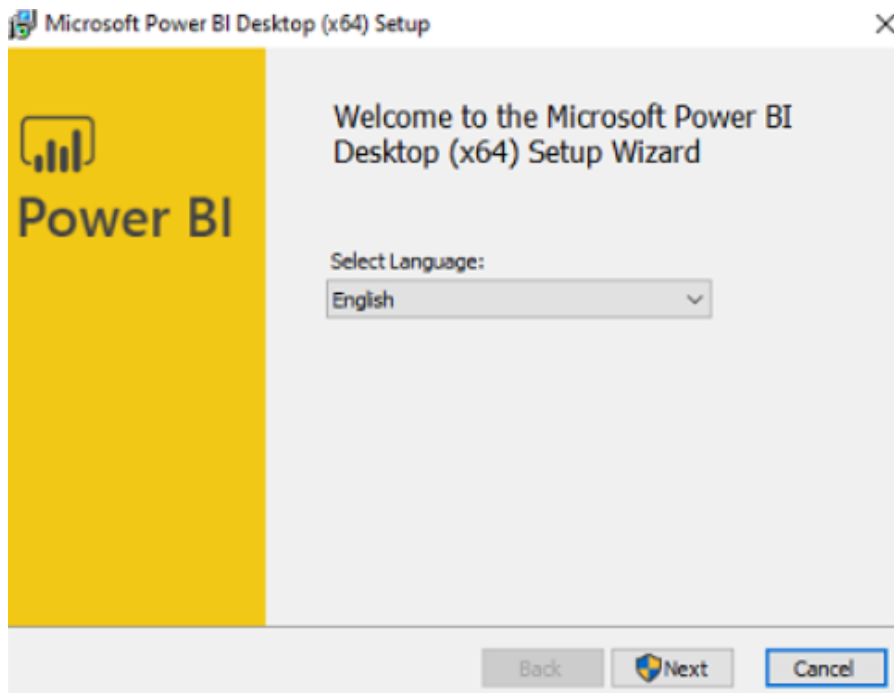 Microsoft Power BI Desktop (x64) Setup
Power BI
Welcome to the Microsoft Power BI
Desktop (x64) Setup Wizard
Select Language:
English
Back
Next
Cancel